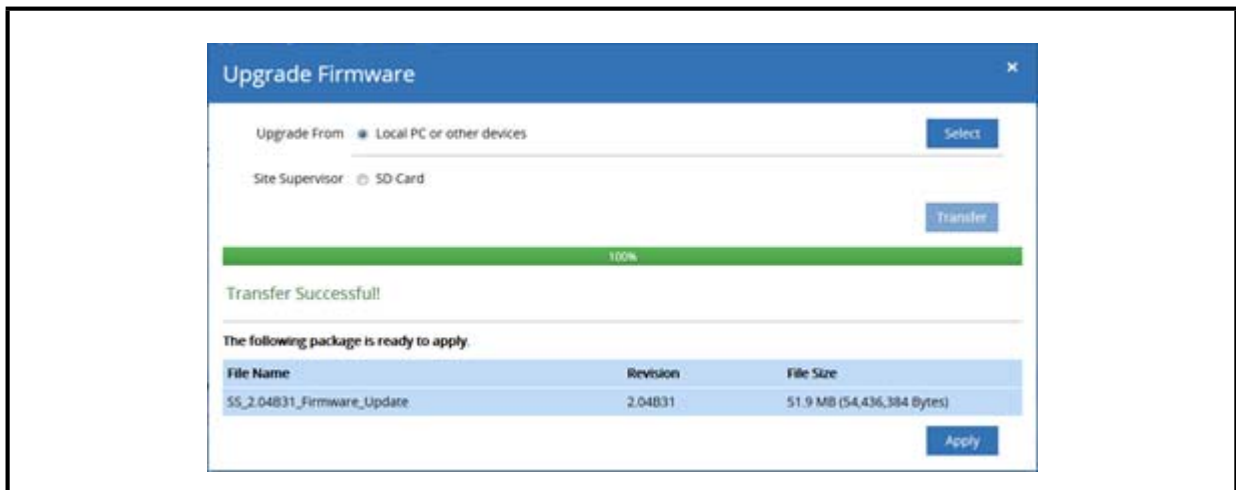 Upgrade Firmware ×
Upgrade From Local PC or other devices Select
Site Supervisor SD Card
Transfer
100%
Transfer Successful!
The following package is ready to apply.
File Name Revision File Size
SS_2.04B31_Firmware_Update 2.04B31 51.9 MB (54,436,384 Bytes)
Apply